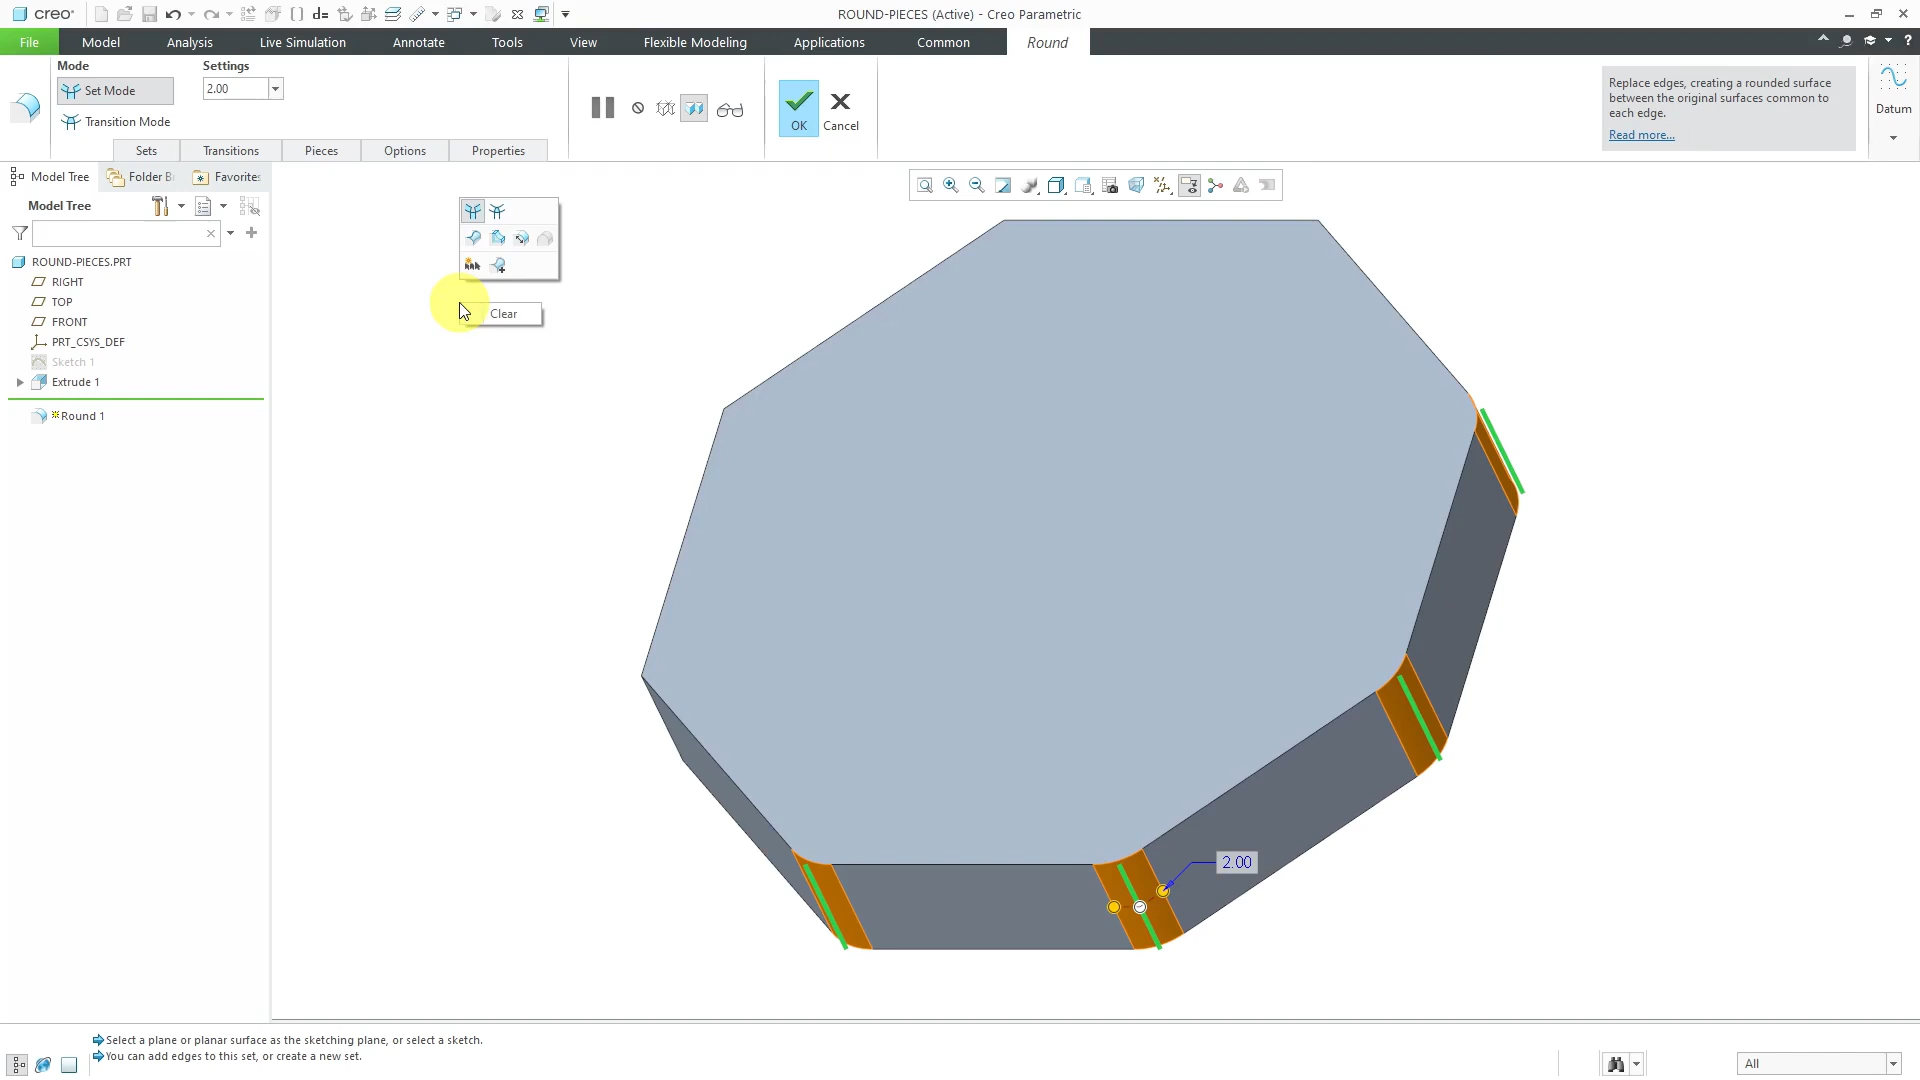 creo
ROUND-PIECES (Active) - Creo Parametric
File
Model
Analysis
Live Simulation
Annotate
Tools
View
Flexible Modeling
Applications
Common
Round
Mode
Settings
Set Mode
2.00
Transition Mode
OK
Cancel
Replace edges, creating a rounded surface
between the original surfaces common to
each edge.
Read more...
Datum
Sets
Transitions
Pieces
Options
Properties
Model Tree
Folder B
Favorites
Model Tree
ROUND-PIECES.PRT
RIGHT
TOP
FRONT
PRT_CSYS_DEF
Sketch 1
Extrude 1
Round 1
Clear
2.00
Select a plane or planar surface as the sketching plane, or select a sketch.
You can add edges to this set, or create a new set.
All